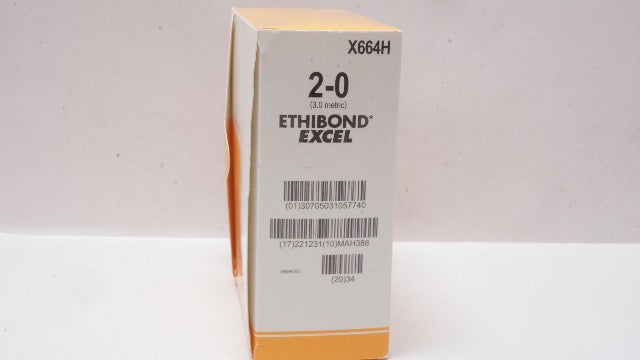 X664H
2-0
(3.0 metric)
ETHIBOND*
EXCEL
(01)30705031057740
(17)221231(10)MAH388
(20)34